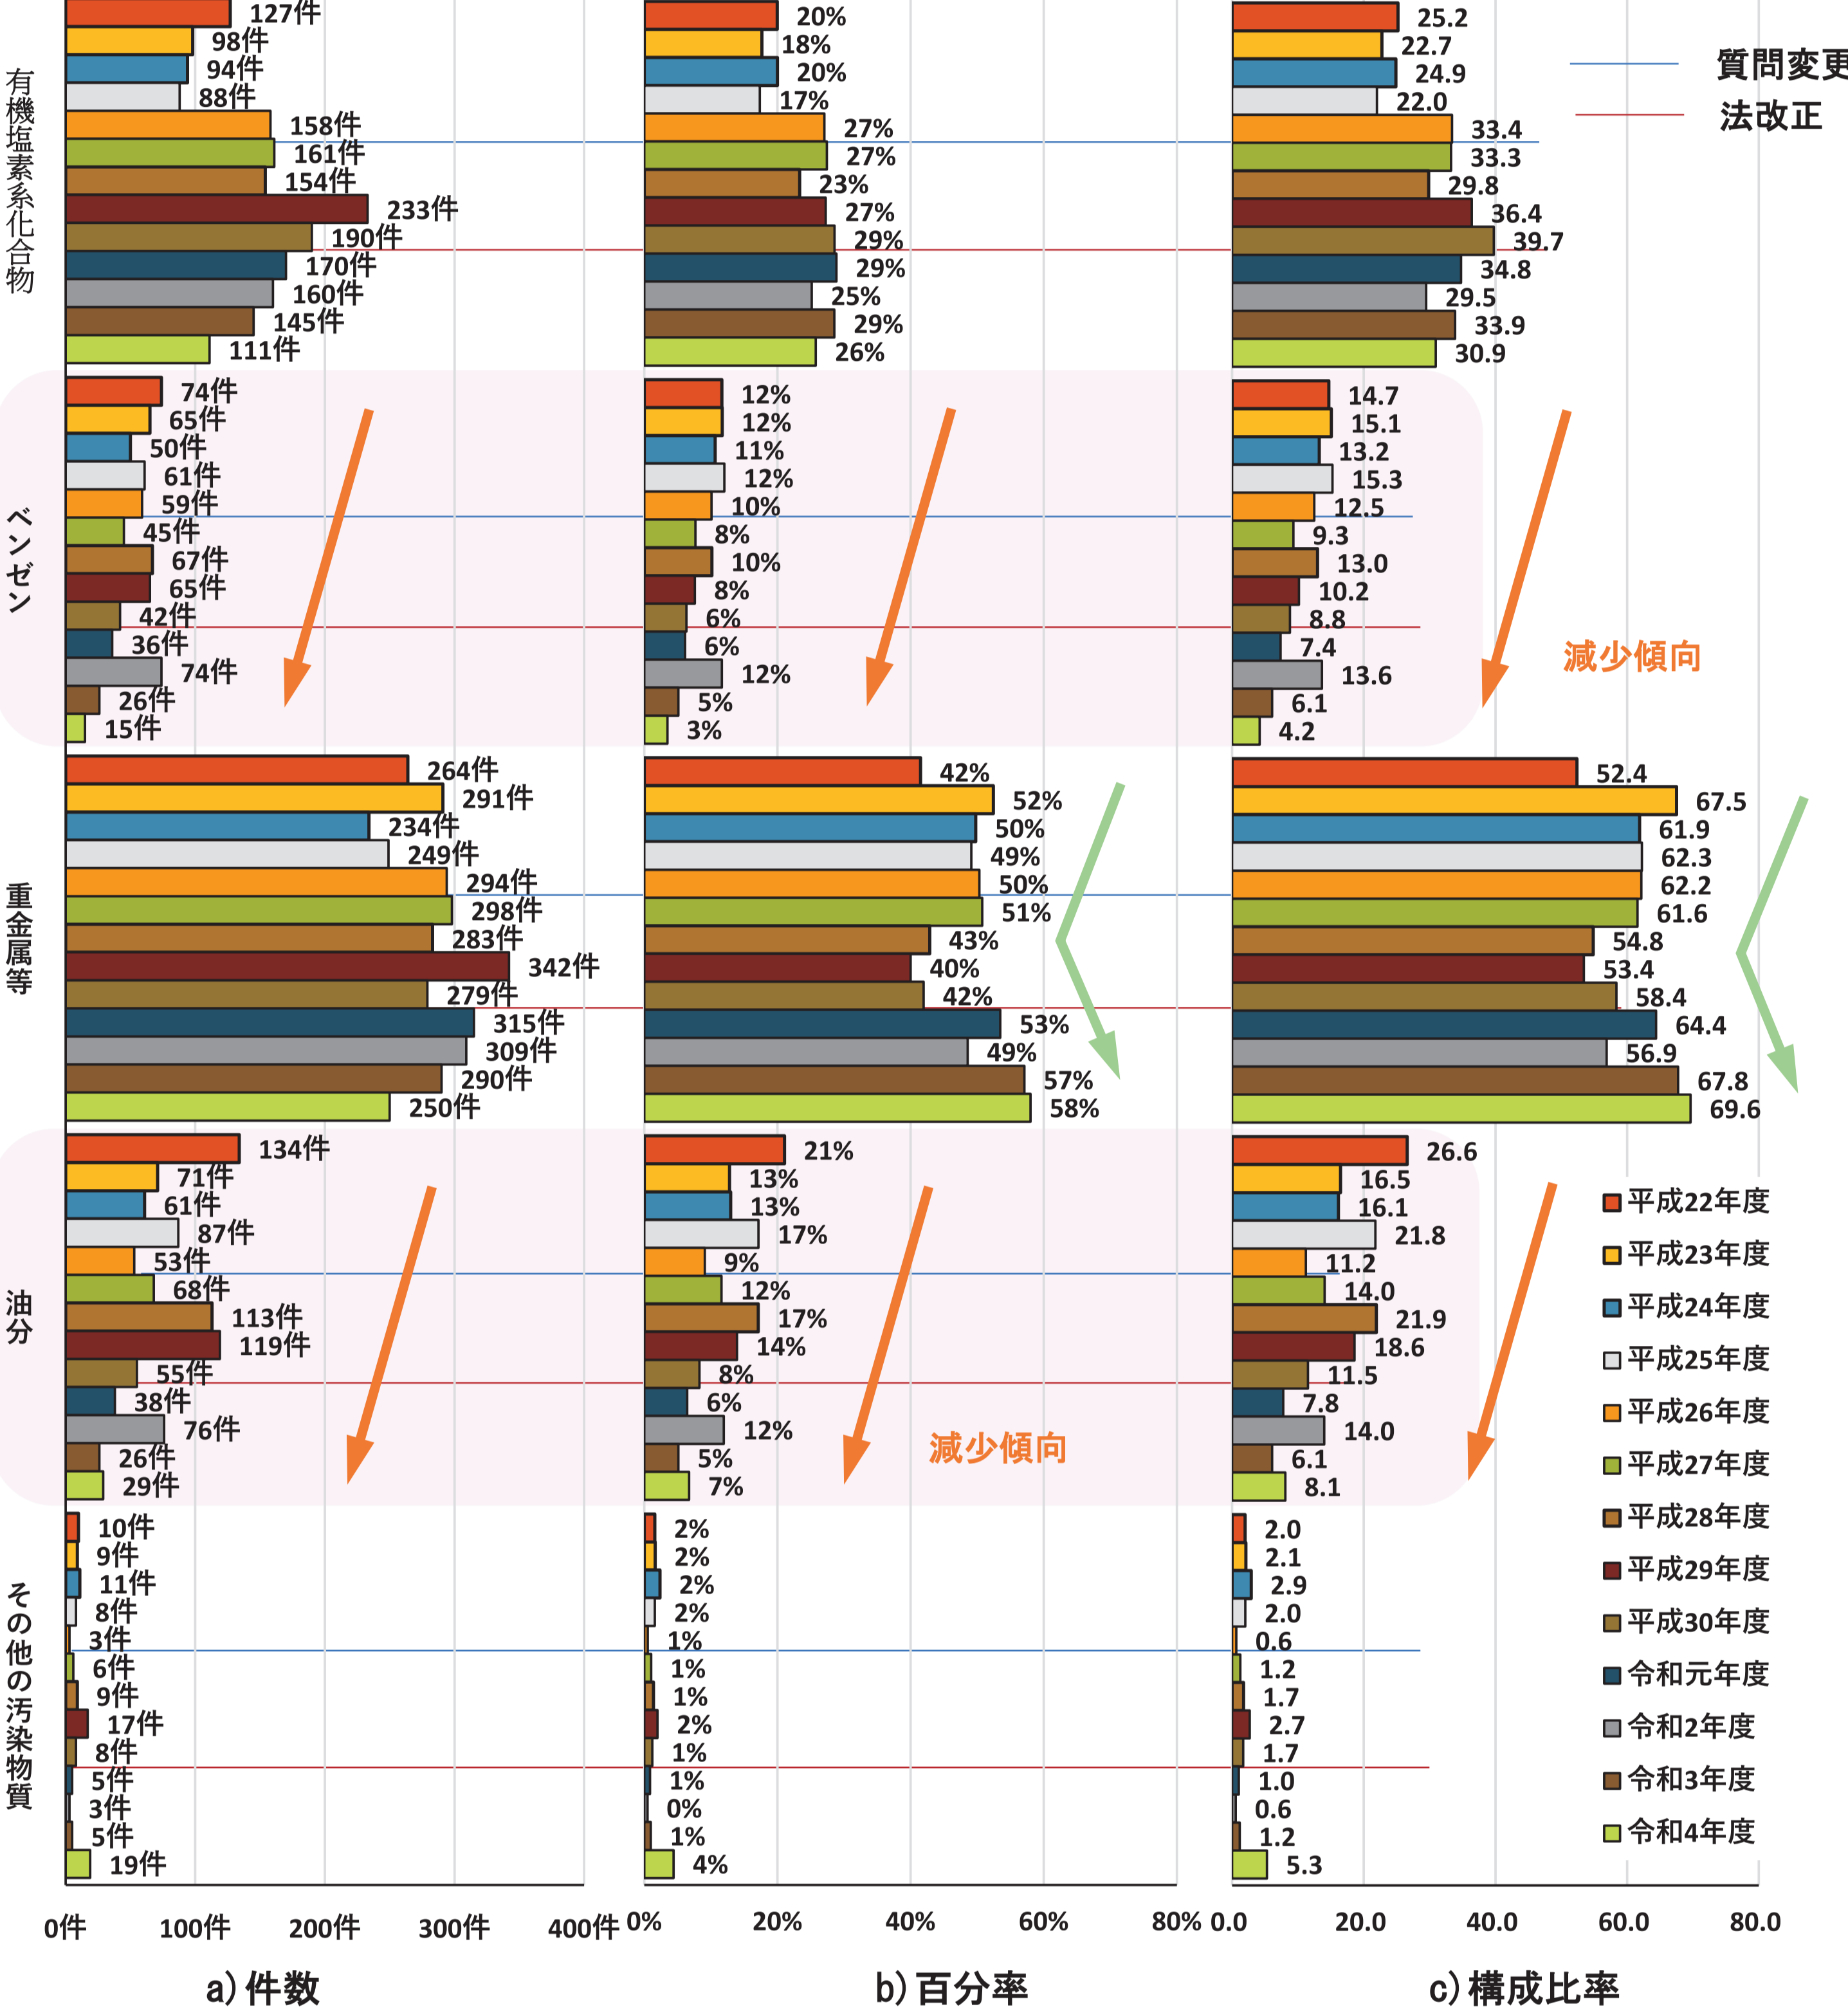 127件
98件
94件
88件
158件
161件
154件
233件
190件
170件
160件
145件
111件
20%
18%
20%
17%
27%
27%
23%
27%
29%
29%
25%
29%
26%
25.2
22.7
24.9
22.0
33.4
33.3
29.8
36.4
39.7
34.8
29.5
33.9
30.9
質問変更
法改正
有機塩素系化合物
ベンゼン
74件
65件
50件
61件
59件
45件
67件
65件
42件
36件
74件
26件
15件
12%
12%
11%
12%
10%
8%
10%
8%
6%
6%
12%
5%
3%
14.7
15.1
13.2
15.3
12.5
9.3
13.0
10.2
8.8
7.4
13.6
6.1
4.2
減少傾向
重金属等
264件
291件
234件
249件
294件
298件
283件
342件
279件
315件
309件
290件
250件
42%
52%
50%
49%
50%
51%
43%
40%
42%
53%
49%
57%
58%
52.4
67.5
61.9
62.3
62.2
61.6
54.8
53.4
58.4
64.4
56.9
67.8
69.6
油分
134件
71件
61件
87件
53件
68件
113件
119件
55件
38件
76件
26件
29件
21%
13%
13%
17%
9%
12%
17%
14%
8%
6%
12%
5%
7%
減少傾向
26.6
16.5
16.1
21.8
11.2
14.0
21.9
18.6
11.5
7.8
14.0
6.1
8.1
その他の汚染物質
10件
9件
11件
8件
3件
6件
9件
17件
8件
5件
3件
5件
19件
2%
2%
2%
2%
1%
1%
1%
2%
1%
1%
0%
1%
4%
2.0
2.1
2.9
2.0
0.6
1.2
1.7
2.7
1.7
1.0
0.6
1.2
5.3
平成22年度
平成23年度
平成24年度
平成25年度
平成26年度
平成27年度
平成28年度
平成29年度
平成30年度
令和元年度
令和2年度
令和3年度
令和4年度
0件 100件 200件 300件 400件
0% 20% 40% 60% 80%
0.0 20.0 40.0 60.0 80.0
a）件数
b）百分率
c）構成比率